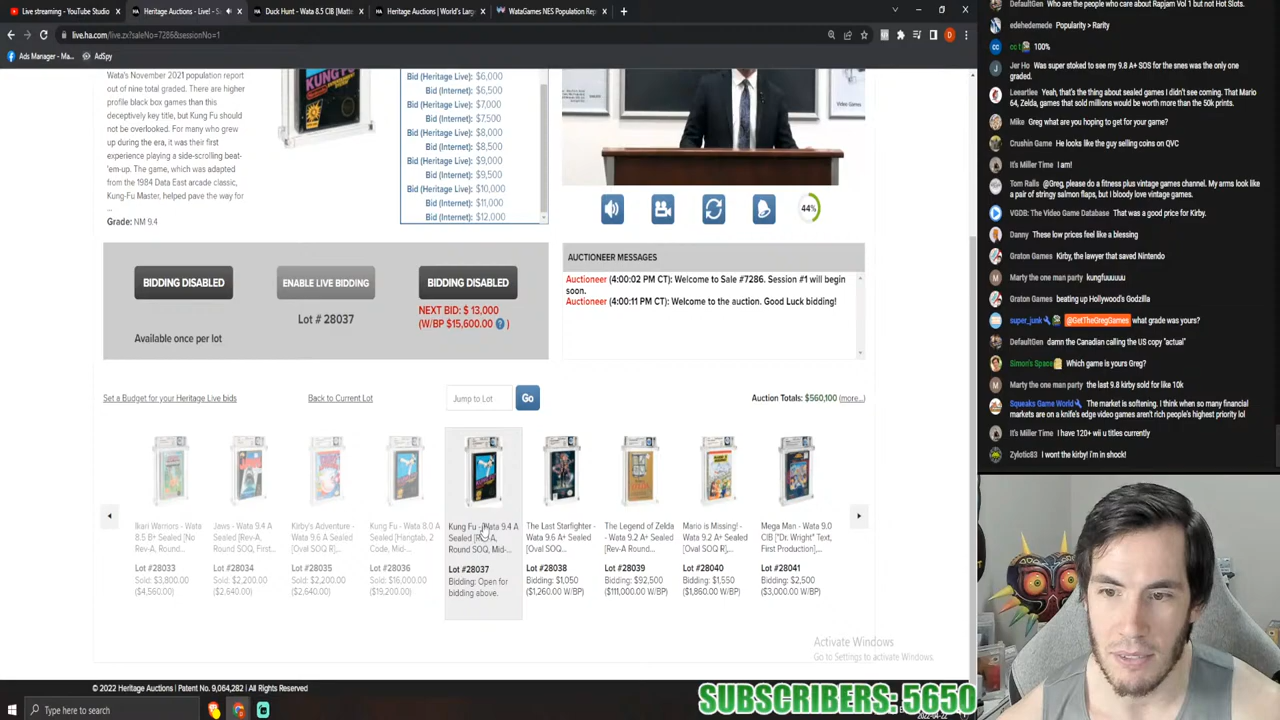 Live streaming - YouTube Studio
Heritage Auctions - Live! - S
Duck Hunt - Wata 8.5 CIB [Matte
Heritage Auctions | World's Larg
WataGames NES Population Rep
live.ha.com/live.zx?saleNo=7286&sessionNo=1
Ads Manager - Ma...
AdSpy
Wata's November 2021 population report
out of nine total graded. There are higher
profile black box games than this
deceptively key title, but Kung Fu should
not be overlooked. For many who grew
up during the era, it was their first
experience playing a side-scrolling beat-
'em-up. The game, which was adapted
from the 1984 Data East arcade classic,
Kung-Fu Master, helped pave the way for
...
Grade: NM 9.4
KUNG FU
Bid (Heritage Live): $6,000
Bid (Internet): $6,500
Bid (Heritage Live): $7,000
Bid (Internet): $7,500
Bid (Heritage Live): $8,000
Bid (Internet): $8,500
Bid (Heritage Live): $9,000
Bid (Internet): $9,500
Bid (Heritage Live): $10,000
Bid (Internet): $11,000
Bid (Internet): $12,000
Video Games
44%
BIDDING DISABLED
ENABLE LIVE BIDDING
BIDDING DISABLED
Lot # 28037
NEXT BID: $ 13,000
(W/BP $15,600.00 ? )
Available once per lot
AUCTIONEER MESSAGES
Auctioneer (4:00:02 PM CT): Welcome to Sale #7286. Session #1 will begin
soon.
Auctioneer (4:00:11 PM CT): Welcome to the auction. Good Luck bidding!
Set a Budget for your Heritage Live bids
Back to Current Lot
Jump to Lot
Go
Auction Totals: $560,100 (more...)
Ikari Warriors - Wata
8.5 B+ Sealed [No
Rev-A, Round SO...
Lot #28033
Sold: $3,800.00
($4,560.00)
Jaws - Wata 9.4 A
Sealed [Rev-A,
Round SOQ, First...
Lot #28034
Sold: $2,200.00
($2,640.00)
Kirby's Adventure -
Wata 9.6 A Sealed
[Oval SOQ R]...
Lot #28035
Sold: $2,200.00
($2,640.00)
Kung Fu - Wata 8.0 A
Sealed [Hangtab, 2
Code, Mid-...
Lot #28036
Sold: $16,000.00
($19,200.00)
Kung Fu - Wata 9.4 A
Sealed [Rev-A,
Round SOQ, Mid-...
Lot #28037
Bidding: Open for
bidding above.
The Last Starfighter -
Wata 9.6 A+ Sealed
[Oval SOQ...
Lot #28038
Bidding: $1,050
($1,260.00 W/BP)
The Legend of Zelda
- Wata 9.2 A+ Sealed
[Rev-A Round...
Lot #28039
Bidding: $92,500
($111,000.00 W/BP)
Mario is Missing! -
Wata 9.2 A+ Sealed
[Oval SOQ R]...
Lot #28040
Bidding: $1,550
($1,860.00 W/BP)
Mega Man - Wata 9.0
CIB ["Dr. Wright" Text,
First Production]...
Lot #28041
Bidding: $2,500
($3,000.00 W/BP)
Activate Windows
Go to Settings to activate Windows.
© 2022 Heritage Auctions | Patent No. 9,064,282 | All Rights Reserved
Type here to search
SUBSCRIBERS: 5650
DefaultGen Who are the people who care about Rapjam Vol 1 but not Hot Slots.
edehedemede Popularity > Rarity
cc t 100%
Jer Ho Was super stoked to see my 9.8 A+ SOS for the snes was the only one
graded.
Leeartlee Yeah, that's the thing about sealed games I didn't see coming. That Mario
64, Zelda, games that sold millions would be worth more than the 50k prints.
Mike Greg what are you hoping to get for your game?
Crushin Game He looks like the guy selling coins on QVC
It's Miller Time I am!
Tom Ralls @Greg, please do a fitness plus vintage games channel. My arms look like
a pair of stringy salmon flaps, but I bloody love vintage games.
VGDB: The Video Game Database That was a good price for Kirby.
Danny These low prices feel like a blessing
Graton Games Kirby, the lawyer that saved Nintendo
Marty the one man party kungfuuuuu
Graton Games beating up Hollywood's Godzilla
super_junk @GetTheGregGames what grade was yours?
DefaultGen damn the Canadian calling the US copy "actual"
Simon's Space Which game is yours Greg?
Marty the one man party the last 9.8 kirby sold for like 10k
Squeaks Game World The market is softening. I think when so many financial
markets are on a knife's edge video games aren't rich people's highest priority lol
It's Miller Time I have 120+ wii u titles currently
Zylotic83 I wont the kirby! i'm in shock!